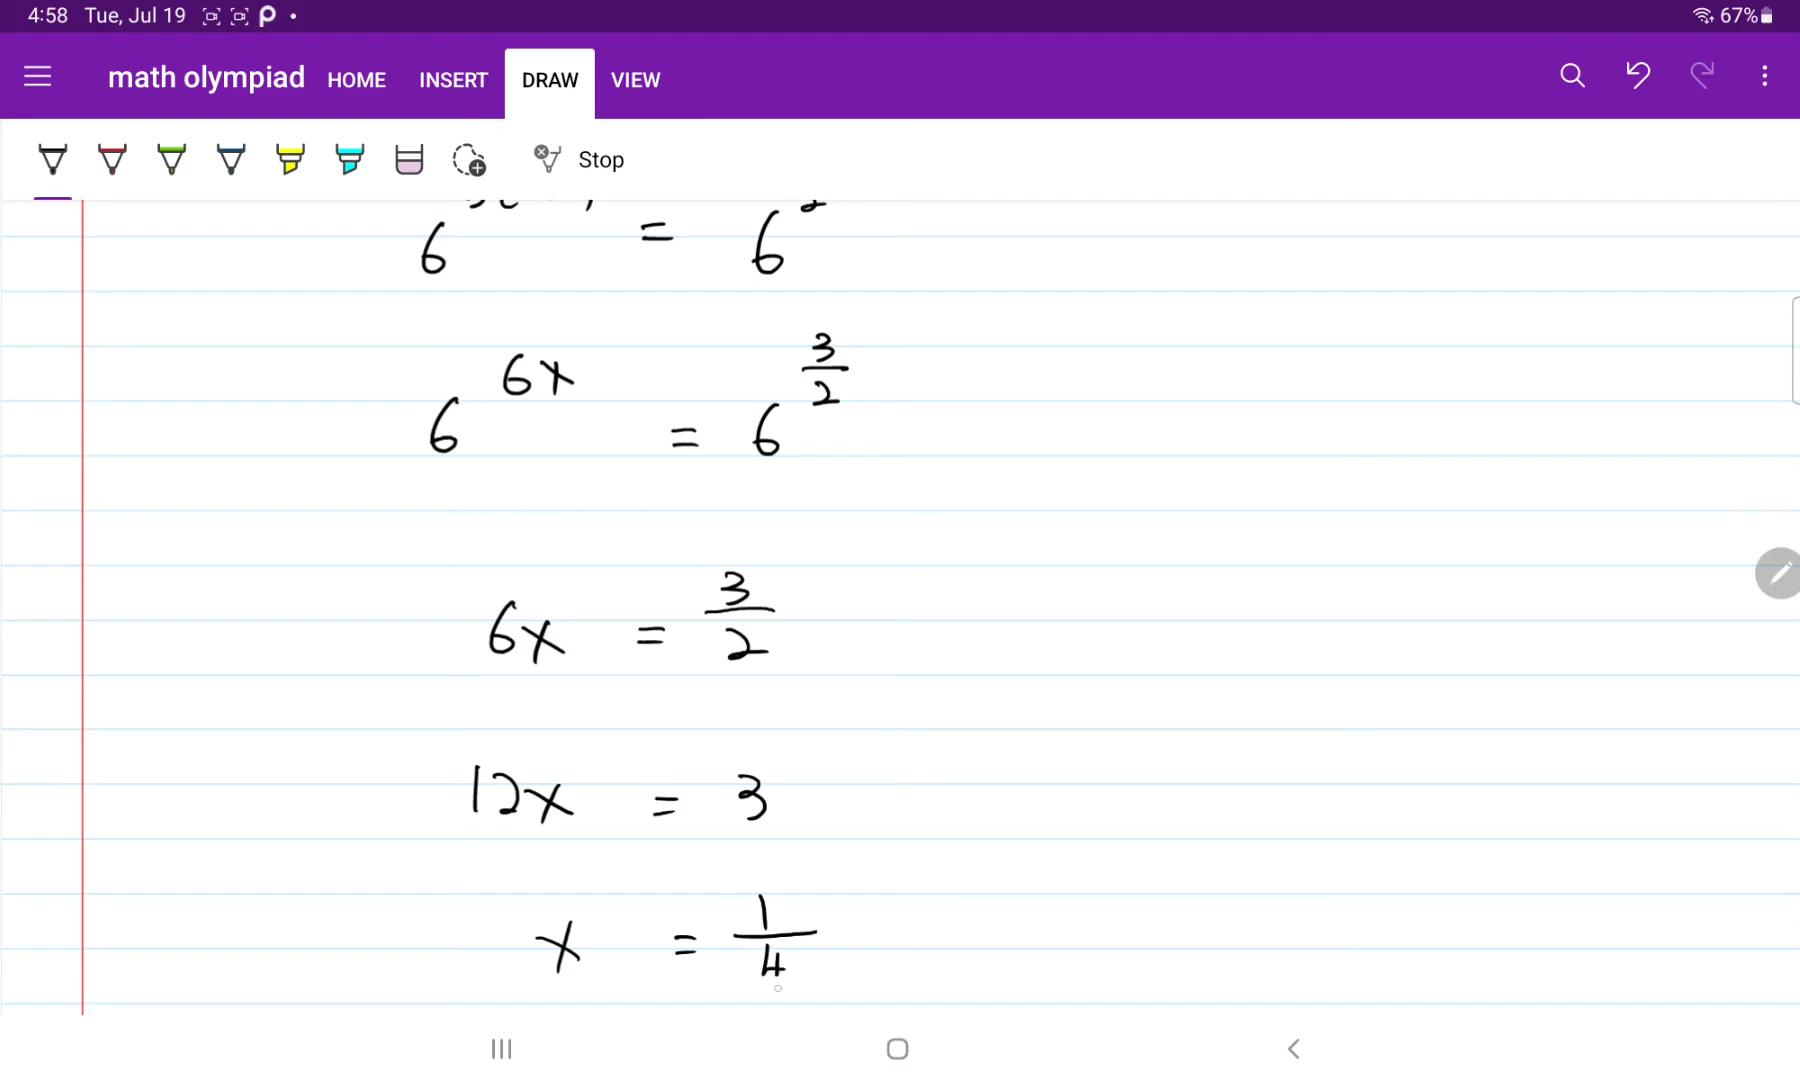 4:58 Tue, Jul 19 67%
math olympiad HOME INSERT DRAW VIEW
Stop
6 = 6^2
6^{6x} = 6^{3/2}
6x = 3/2
12x = 3
x = 1/4